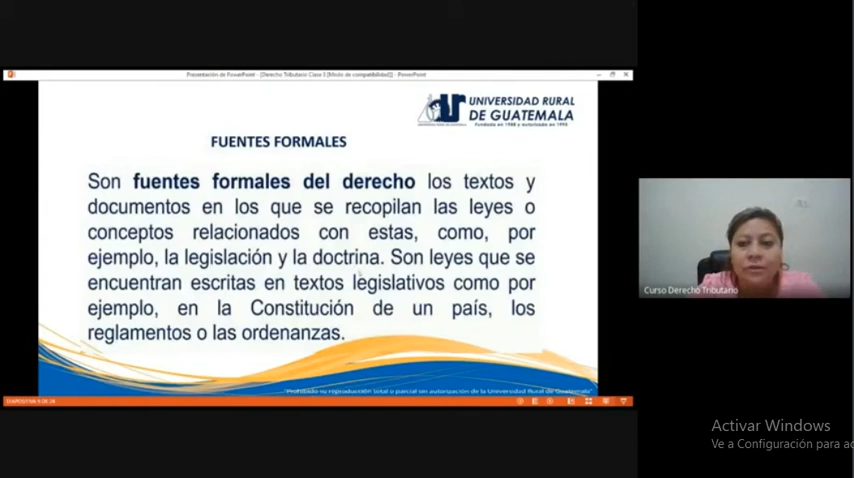 Presentación de PowerPoint - [Derecho Tributario Clase 3 [Modo de compatibilidad]] - PowerPoint
UNIVERSIDAD RURAL
DE GUATEMALA
FUENTES FORMALES
Son fuentes formales del derecho los textos y
documentos en los que se recopilan las leyes o
conceptos relacionados con estas, como, por
ejemplo, la legislación y la doctrina. Son leyes que se
encuentran escritas en textos legislativos como por
ejemplo, en la Constitución de un país, los
reglamentos o las ordenanzas.
"Prohibido su reproducción total o parcial sin autorización de la Universidad Rural de Guatemala"
Curso Derecho Tributario
Activar Windows
Ve a Configuración para ac